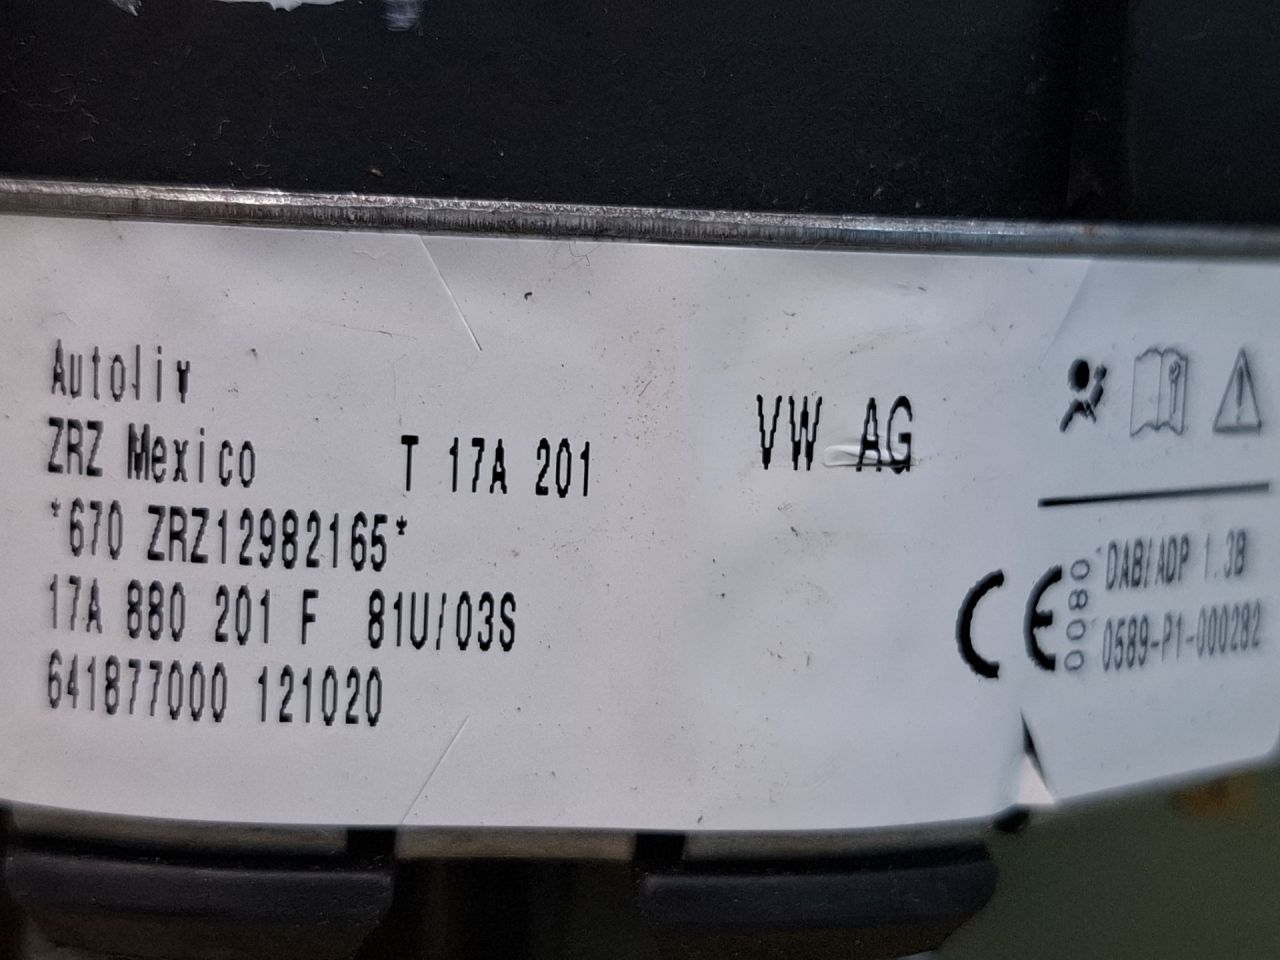 Autoliv
ZRZ Mexico
T 17A 201
*670 ZRZ12982165*
17A 880 201 F 81U/03S
641877000 121020
VW AG
CE 0080
DAB/ADP 1.3B
0589-P1-000282